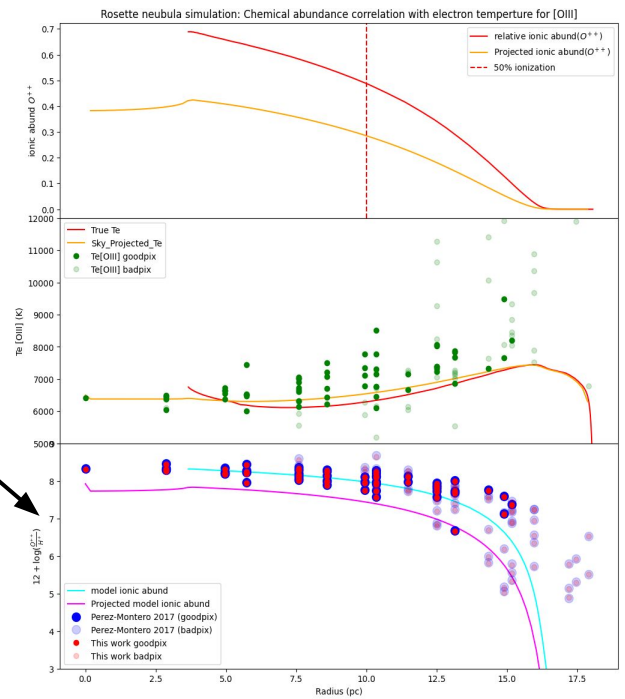 Rosette neubula simulation: Chemical abundance correlation with electron temperture for [OIII]
0.7
0.6
0.5
0.4
0.3
0.2
0.1
0.0
ionic abund O⁺⁺
relative ionic abund(O⁺⁺)
Projected ionic abund(O⁺⁺)
50% ionization
12000
11000
10000
9000
8000
7000
6000
Te [OIII] (K)
True Te
Sky_Projected_Te
Te[OIII] goodpix
Te[OIII] badpix
8
7
6
5
4
3
12 + log(O⁺⁺/H⁺)
model ionic abund
Projected model ionic abund
Perez-Montero 2017 (goodpix)
Perez-Montero 2017 (badpix)
This work goodpix
This work badpix
0.0 2.5 5.0 7.5 10.0 12.5 15.0 17.5
Radius (pc)